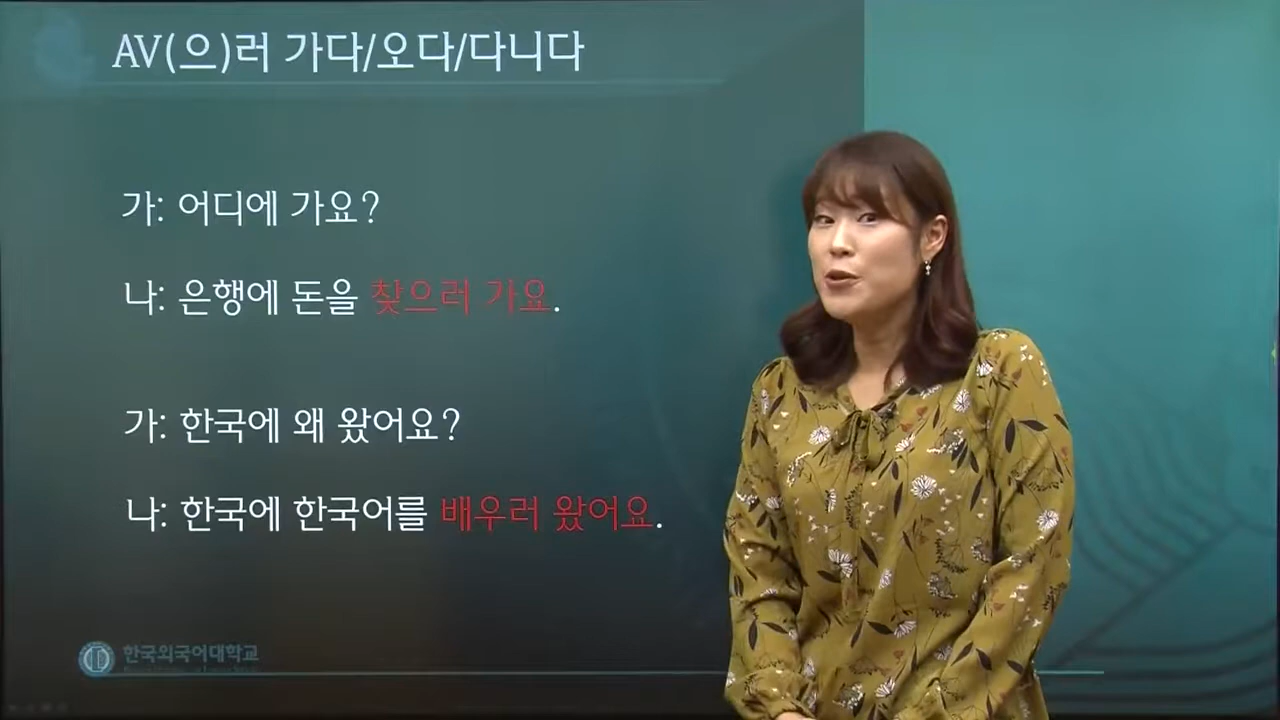 AV(으)러 가다/오다/다니다
가: 어디에 가요?
나: 은행에 돈을 찾으러 가요.
가: 한국에 왜 왔어요?
나: 한국에 한국어를 배우러 왔어요.
한국외국어대학교